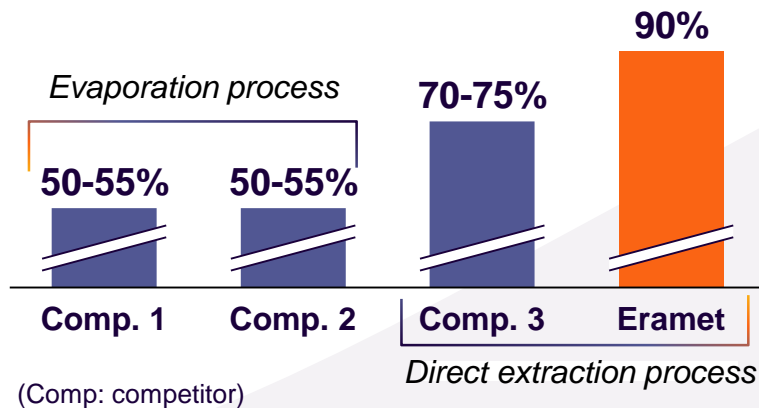 90%
Evaporation process
70-75%
50-55%
50-55%
Comp. 1
Comp. 2
Comp. 3
Eramet
Direct extraction process
(Comp: competitor)